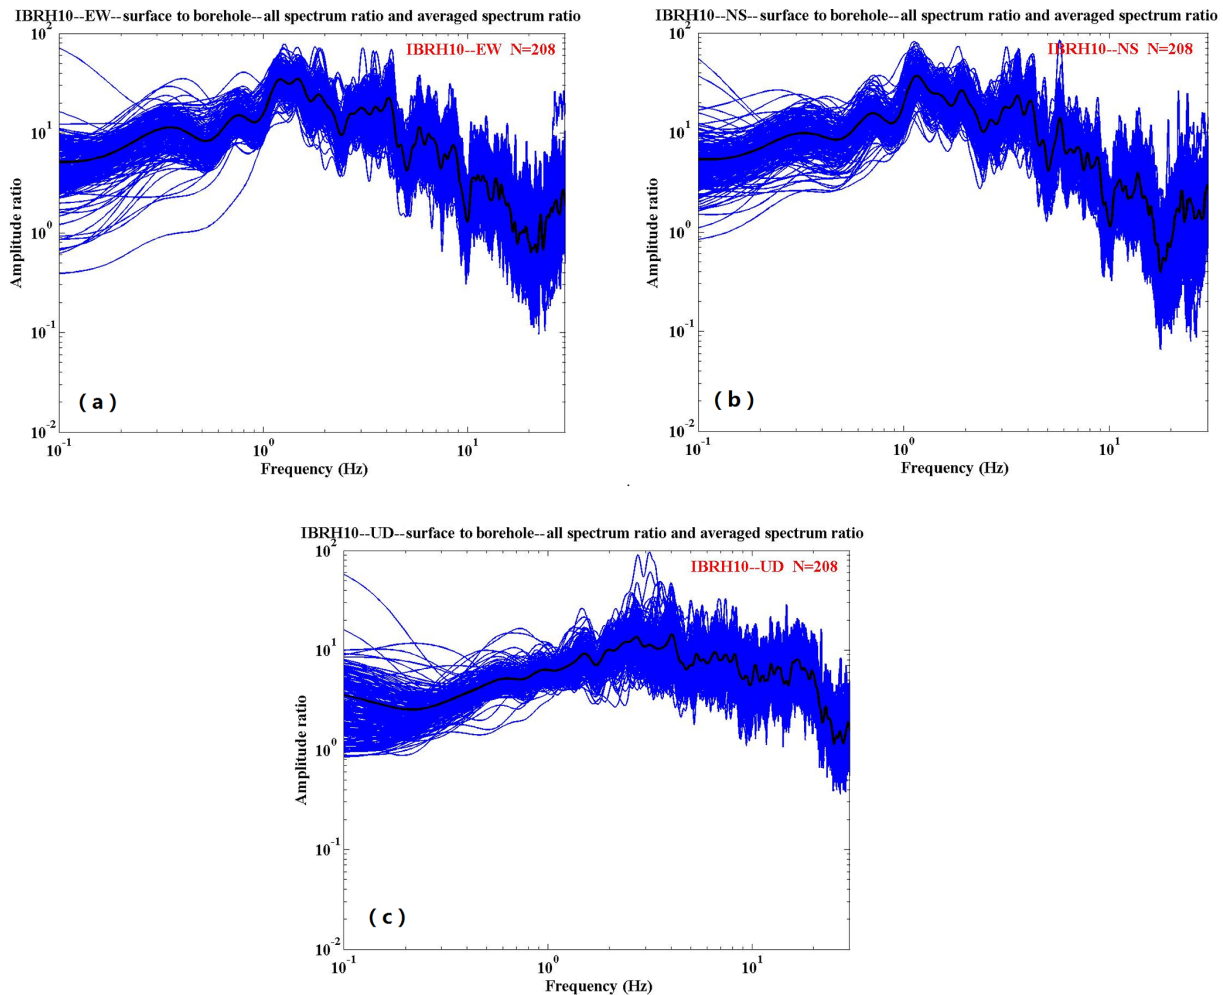 IBRH10--EW--surface to borehole--all spectrum ratio and averaged spectrum ratio
IBRH10--EW N=208
10^2
10^1
10^0
10^-1
10^-2
Amplitude ratio
(a)
10^-1
10^0
10^1
Frequency (Hz)
IBRH10--NS--surface to borehole--all spectrum ratio and averaged spectrum ratio
IBRH10--NS N=208
10^2
10^1
10^0
10^-1
10^-2
Amplitude ratio
(b)
10^-1
10^0
10^1
Frequency (Hz)
IBRH10--UD--surface to borehole--all spectrum ratio and averaged spectrum ratio
IBRH10--UD N=208
10^2
10^1
10^0
10^-1
10^-2
Amplitude ratio
(c)
10^-1
10^0
10^1
Frequency (Hz)